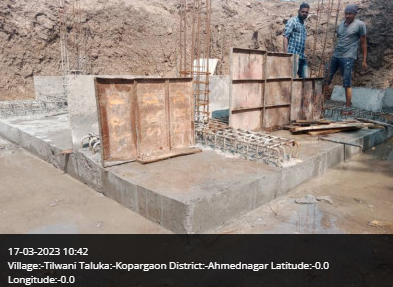 17-03-2023 10:42
Village:-Tilwani Taluka:-Kopargaon District:-Ahmednagar Latitude:-0.0
Longitude:-0.0